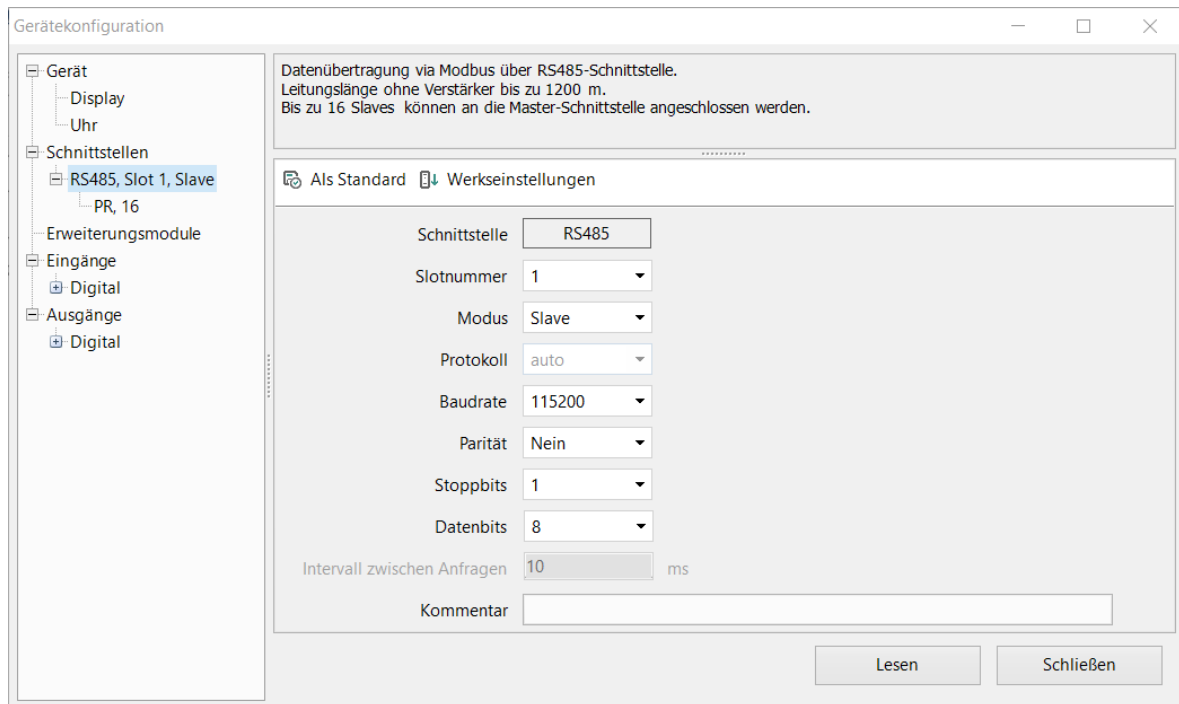 Gerätekonfiguration
Gerät
Display
Uhr
Schnittstellen
RS485, Slot 1, Slave
PR, 16
Erweiterungsmodule
Eingänge
Digital
Ausgänge
Digital
Datenübertragung via Modbus über RS485-Schnittstelle.
Leitungslänge ohne Verstärker bis zu 1200 m.
Bis zu 16 Slaves können an die Master-Schnittstelle angeschlossen werden.
Als Standard Werkseinstellungen
Schnittstelle RS485
Slotnummer 1
Modus Slave
Protokoll auto
Baudrate 115200
Parität Nein
Stoppbits 1
Datenbits 8
Intervall zwischen Anfragen 10 ms
Kommentar
Lesen Schließen